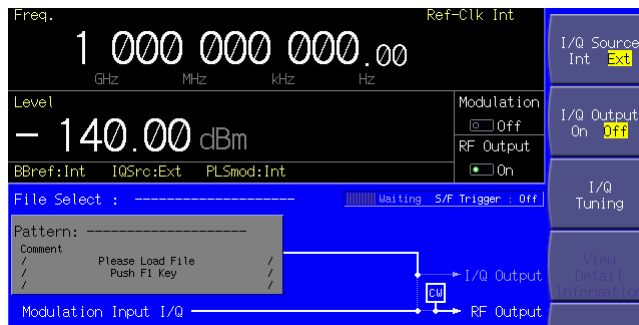 Freq.
Ref-Clk Int
1 000 000 000.00
GHz MHz kHz Hz
Level
- 140.00 dBm
Modulation
Off
RF Output
On
BBref:Int IQSrc:Ext PLSmod:Int
File Select : --------------------
Waiting S/F Trigger : Off
Pattern: --------------------
Comment
/ Please Load File /
/ Push F1 Key /
/ /
I/Q Output
CW
Modulation Input I/Q
RF Output
I/Q Source
Int Ext
I/Q Output
On Off
I/Q
Tuning
View
Detail
Information